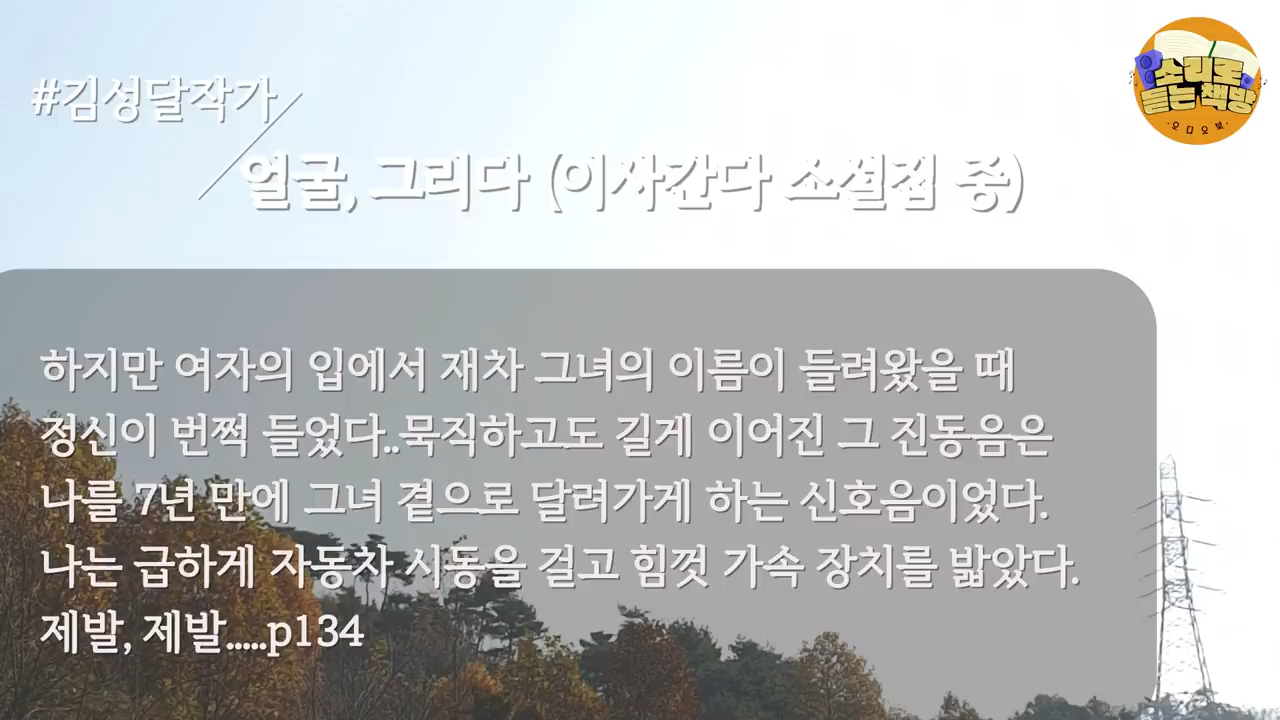 #김성달작가
소리로
듣는 책방
·오디오북·
얼굴, 그리다 (이사간다 소설집 중)
하지만 여자의 입에서 재차 그녀의 이름이 들려왔을 때
정신이 번쩍 들었다..묵직하고도 길게 이어진 그 진동음은
나를 7년 만에 그녀 곁으로 달려가게 하는 신호음이었다.
나는 급하게 자동차 시동을 걸고 힘껏 가속 장치를 밟았다.
제발, 제발.....p134